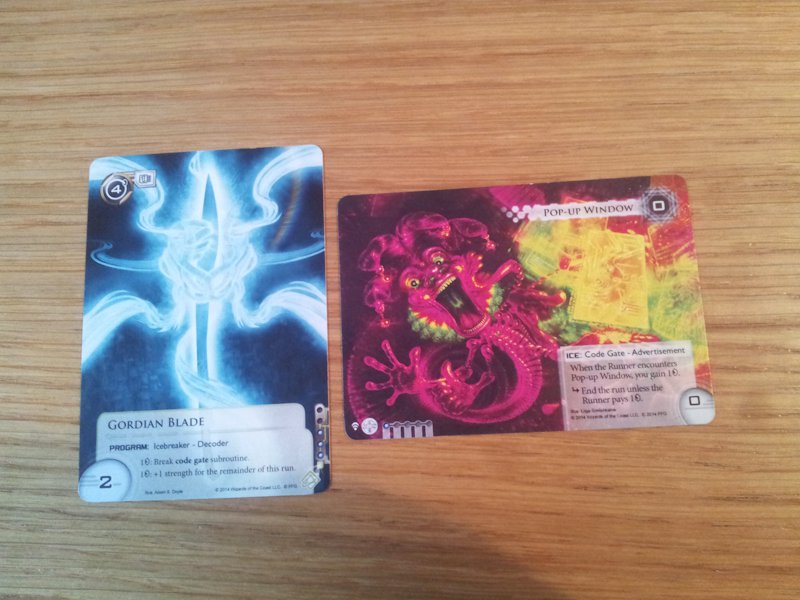 4
GORDIAN BLADE
PROGRAM: Icebreaker - Decoder
1: Break code gate subroutine.
1: +1 strength for the remainder of this run.
2
Illus. Adam S. Doyle
© 2014 Wizards of the Coast LLC. © FFG
POP-UP WINDOW
0
ICE: Code Gate - Advertisement
When the Runner encounters
Pop-up Window, you gain 1.
↳ End the run unless the
Runner pays 1.
0
© 2014 Wizards of the Coast LLC. © FFG